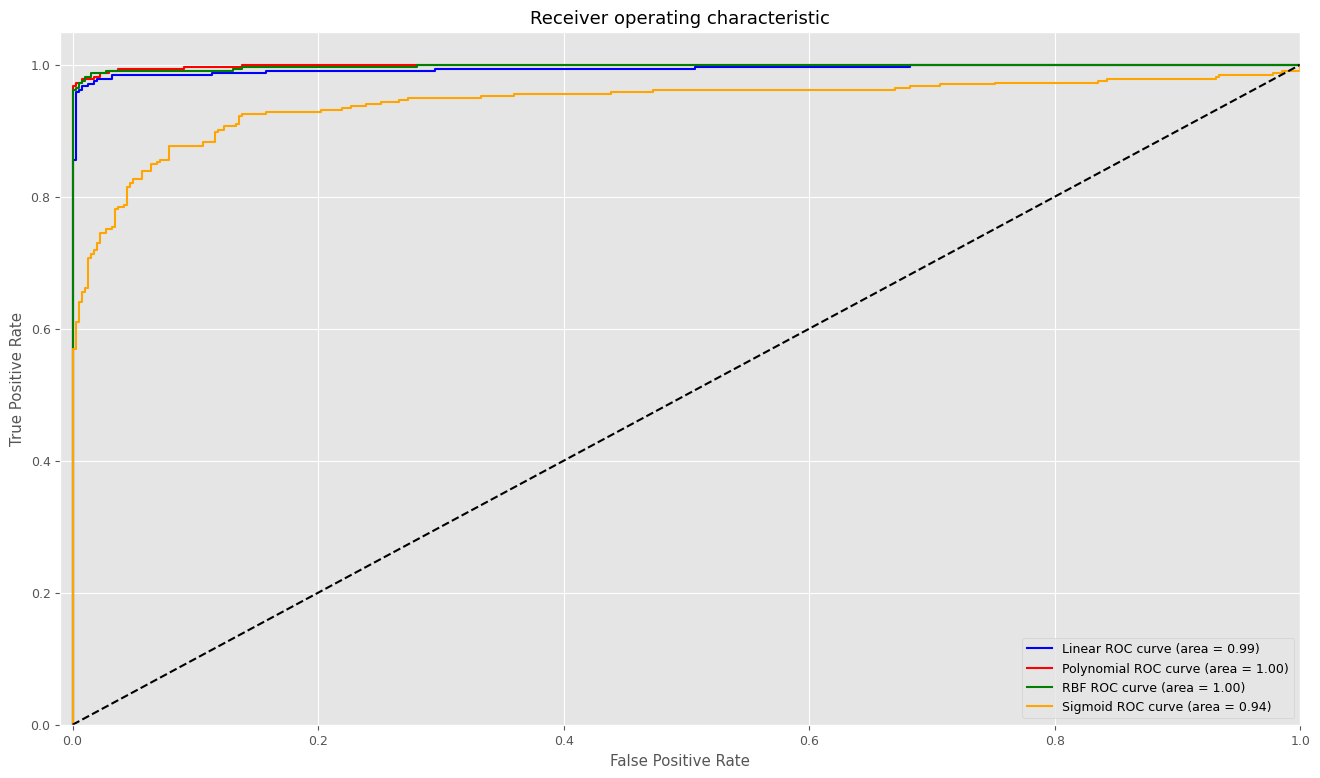 Receiver operating characteristic
True Positive Rate
1.0
0.8
0.6
0.4
0.2
0.0
0.0 0.2 0.4 0.6 0.8 1.0
False Positive Rate
Linear ROC curve (area = 0.99)
Polynomial ROC curve (area = 1.00)
RBF ROC curve (area = 1.00)
Sigmoid ROC curve (area = 0.94)